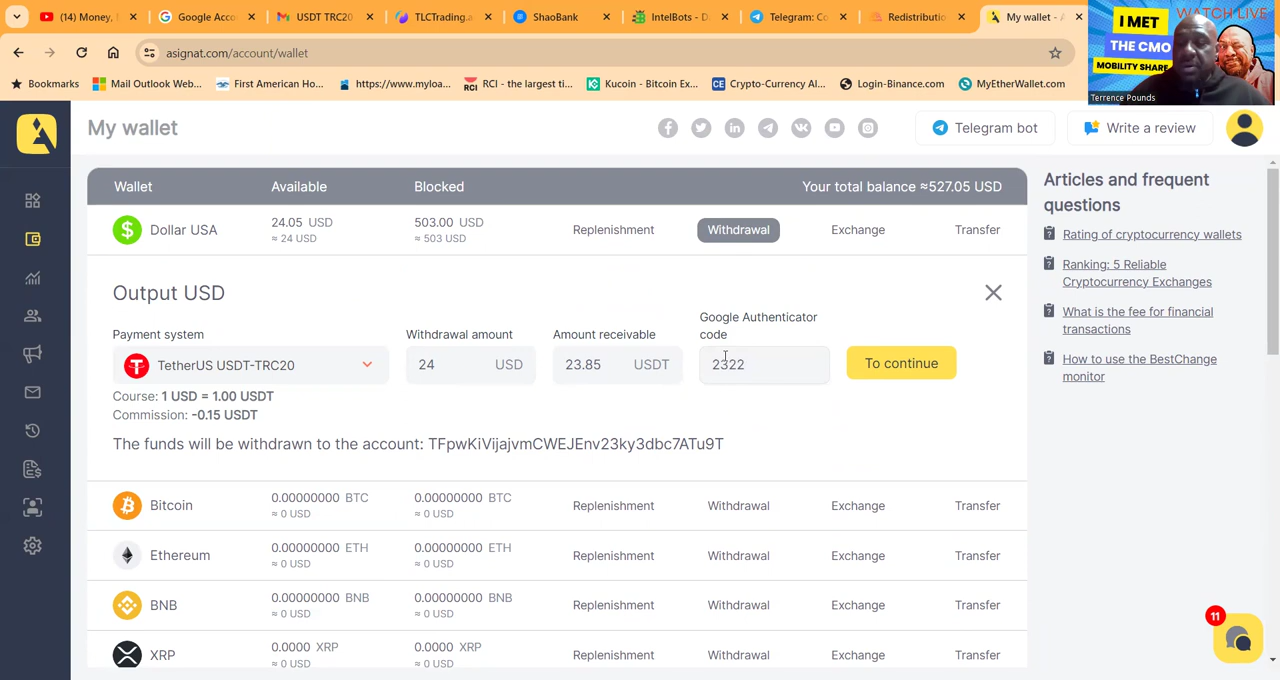 (14) Money,
Google Acco
USDT TRC20
TLCTrading.a
ShaoBank
IntelBots - D
Telegram: Co
Redistributio
My wallet - A
asignat.com/account/wallet
Bookmarks
Mail Outlook Web...
First American Ho...
https://www.myloa...
RCI
RCI - the largest ti...
Kucoin - Bitcoin Ex...
CE
Crypto-Currency Al...
Login-Binance.com
MyEtherWallet.com
WATCH LIVE
I MET
THE CMO
MOBILITY SHARE
Terrence Pounds
My wallet
Telegram bot
Write a review
Wallet
Available
Blocked
Your total balance ≈527.05 USD
Dollar USA
24.05 USD
≈ 24 USD
503.00 USD
≈ 503 USD
Replenishment
Withdrawal
Exchange
Transfer
Output USD
Payment system
Withdrawal amount
Amount receivable
Google Authenticator
code
TetherUS USDT-TRC20
24 USD
23.85 USDT
2322
To continue
Course: 1 USD = 1.00 USDT
Commission: -0.15 USDT
The funds will be withdrawn to the account: TFpwKiVijajvmCWEJEnv23ky3dbc7ATu9T
Bitcoin
0.00000000 BTC
≈ 0 USD
0.00000000 BTC
≈ 0 USD
Replenishment
Withdrawal
Exchange
Transfer
Ethereum
0.00000000 ETH
≈ 0 USD
0.00000000 ETH
≈ 0 USD
Replenishment
Withdrawal
Exchange
Transfer
BNB
0.00000000 BNB
≈ 0 USD
0.00000000 BNB
≈ 0 USD
Replenishment
Withdrawal
Exchange
Transfer
XRP
0.0000 XRP
≈ 0 USD
0.0000 XRP
≈ 0 USD
Replenishment
Withdrawal
Exchange
Transfer
Articles and frequent
questions
Rating of cryptocurrency wallets
Ranking: 5 Reliable
Cryptocurrency Exchanges
What is the fee for financial
transactions
How to use the BestChange
monitor
11